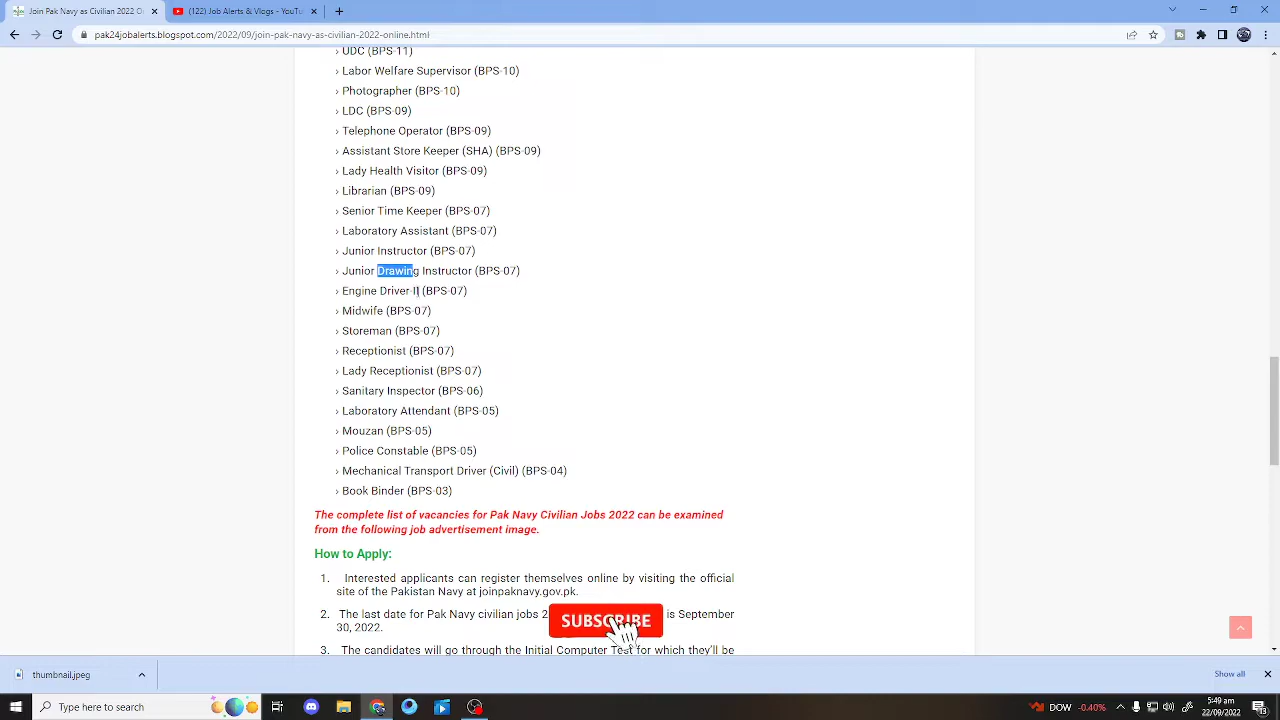 Join Pak Navy as Civilian 2022 O
(122) Job Alerts & Vlogs - YouTu
pak24jobalerts.blogspot.com/2022/09/join-pak-navy-as-civilian-2022-online.html
› UDC (BPS-11)
› Labor Welfare Supervisor (BPS-10)
› Photographer (BPS-10)
› LDC (BPS-09)
› Telephone Operator (BPS-09)
› Assistant Store Keeper (SHA) (BPS-09)
› Lady Health Visitor (BPS-09)
› Librarian (BPS-09)
› Senior Time Keeper (BPS-07)
› Laboratory Assistant (BPS-07)
› Junior Instructor (BPS-07)
› Junior Drawing Instructor (BPS-07)
› Engine Driver-II (BPS-07)
› Midwife (BPS-07)
› Storeman (BPS-07)
› Receptionist (BPS-07)
› Lady Receptionist (BPS-07)
› Sanitary Inspector (BPS-06)
› Laboratory Attendant (BPS-05)
› Mouzan (BPS-05)
› Police Constable (BPS-05)
› Mechanical Transport Driver (Civil) (BPS-04)
› Book Binder (BPS-03)
The complete list of vacancies for Pak Navy Civilian Jobs 2022 can be examined
from the following job advertisement image.
How to Apply:
1. Interested applicants can register themselves online by visiting the official
site of the Pakistan Navy at joinpaknavy.gov.pk.
2. The last date for Pak Navy civilian jobs 2 is September
30, 2022.
SUBSCRIBE
3. The candidates will go through the Initial Computer Test for which they'll be
thumbnail.jpeg
Show all
Type here to search
DOW -0.40%
5:49 am
22/09/2022